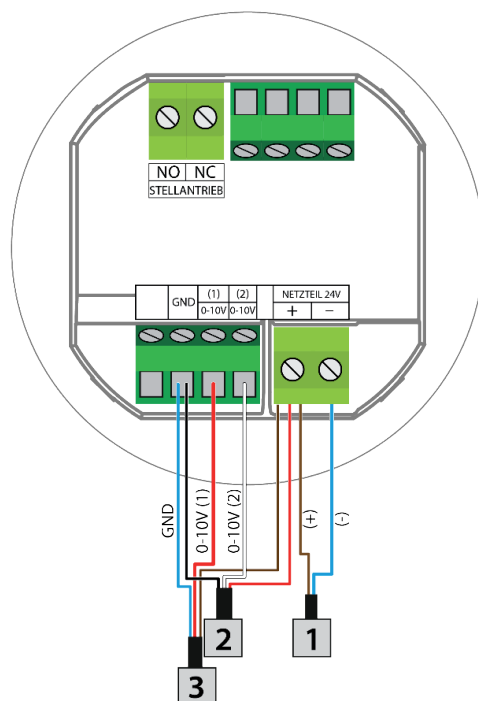 NO NC
STELLANTRIEB
GND (1) (2) NETZTEIL 24V
0-10V 0-10V + −
GND 0-10V (1) 0-10V (2) (+) (-)
2 1
3